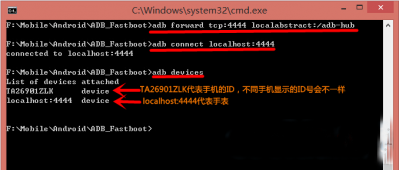 C:\Windows\system32\cmd.exe
F:\Mobile\Android\ADB_Fastboot>adb forward tcp:4444 localabstract:/adb-hub
F:\Mobile\Android\ADB_Fastboot>adb connect localhost:4444
connected to localhost:4444
F:\Mobile\Android\ADB_Fastboot>adb devices
List of devices attached
TA26901ZLK device
TA26901ZLK代表手机的ID，不同手机显示的ID号会不一样
localhost:4444 device
localhost:4444代表手表
F:\Mobile\Android\ADB_Fastboot>